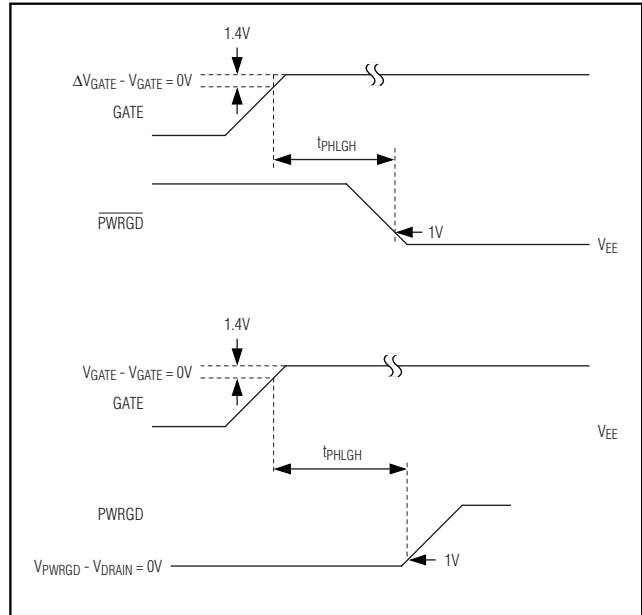 1.4V
ΔVGATE - VGATE = 0V
GATE
tPHLGH
PWRGD
1V
VEE
1.4V
VGATE - VGATE = 0V
GATE
VEE
tPHLGH
PWRGD
1V
VPWRGD - VDRAIN = 0V